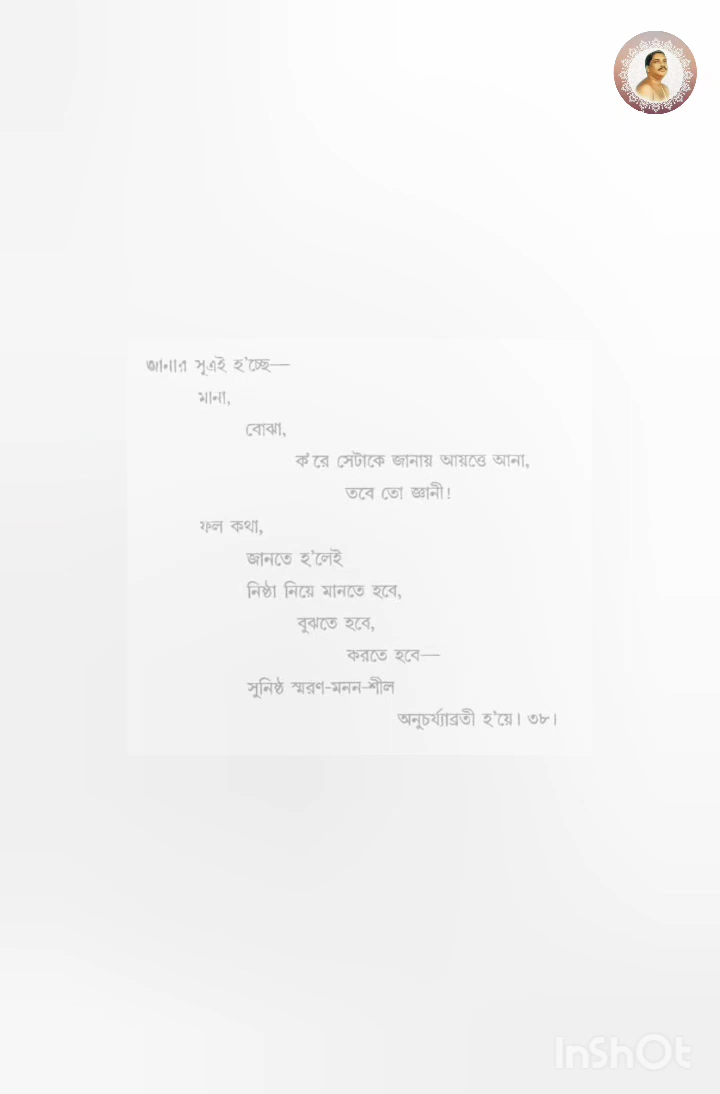 জানার সূত্রই হ'চ্ছে—
মানা,
বোঝা,
ক'রে সেটাকে জানায় আয়ত্তে আনা,
তবে তো জ্ঞানী!
ফল কথা,
জানতে হ'লেই
নিষ্ঠা নিয়ে মানতে হবে,
বুঝতে হবে,
করতে হবে—
সুনিষ্ঠ স্মরণ-মনন-শীল
অনুচর্য্যাব্রতী হ'য়ে। ৩৮।
InShOt